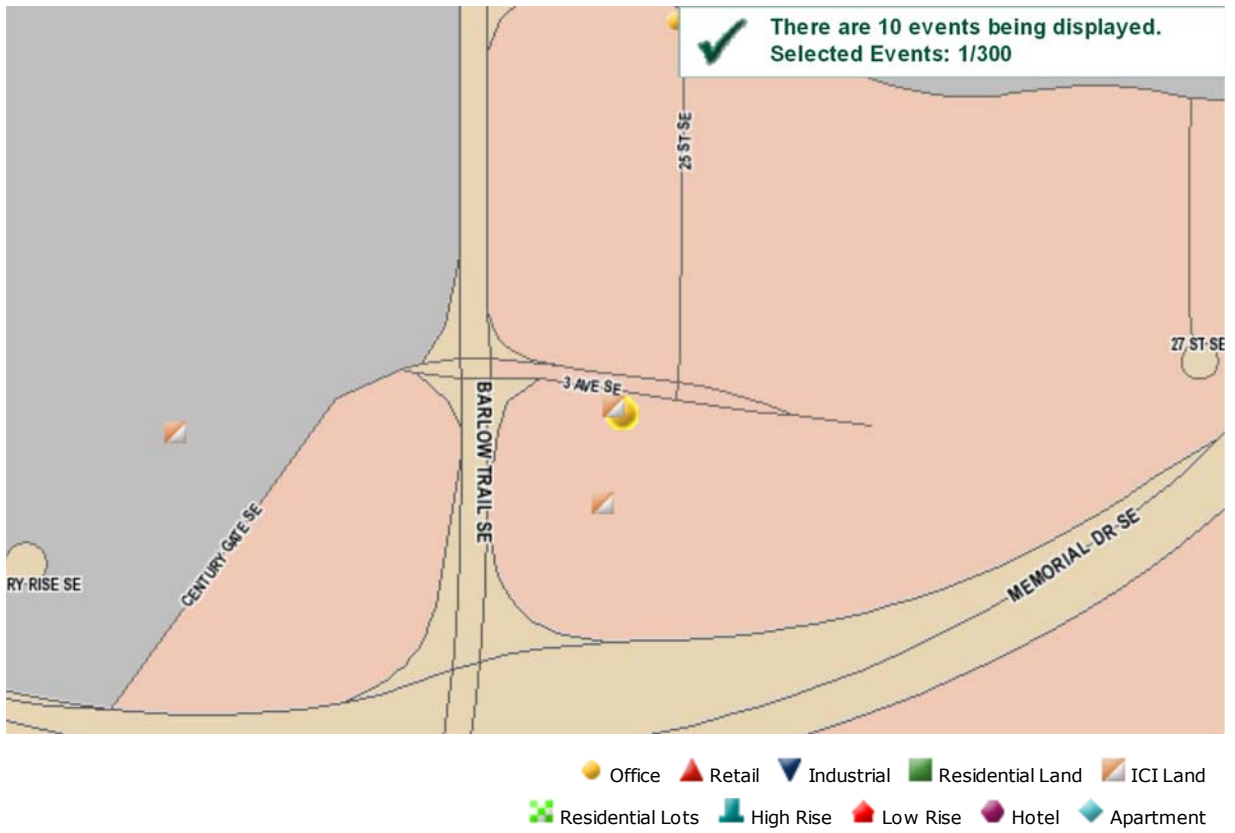 There are 10 events being displayed.
Selected Events: 1/300
25 ST SE
27 ST SE
3 AVE SE
BARLOW TRAIL SE
CENTURY GATE SE
MEMORIAL DR SE
RY RISE SE
Office Retail Industrial Residential Land ICI Land
Residential Lots High Rise Low Rise Hotel Apartment